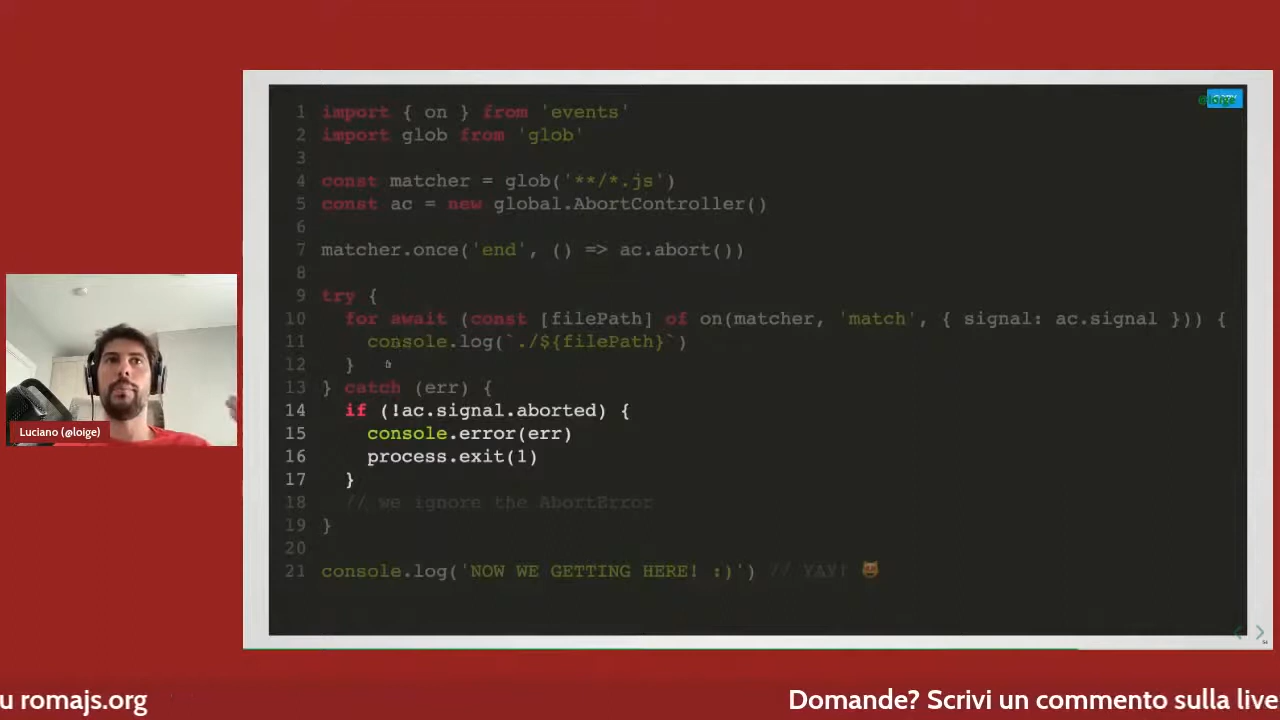 @loige
1 import { on } from 'events'
2 import glob from 'glob'
3
4 const matcher = glob('**/*.js')
5 const ac = new global.AbortController()
6
7 matcher.once('end', () => ac.abort())
8
9 try {
10 for await (const [filePath] of on(matcher, 'match', { signal: ac.signal })) {
11 console.log(`./${filePath}`)
12 }
13 } catch (err) {
14 if (!ac.signal.aborted) {
15 console.error(err)
16 process.exit(1)
17 }
18 // we ignore the AbortError
19 }
20
21 console.log('NOW WE GETTING HERE! :)') // YAY! 😻
Luciano (@loige)
u romajs.org
Domande? Scrivi un commento sulla live